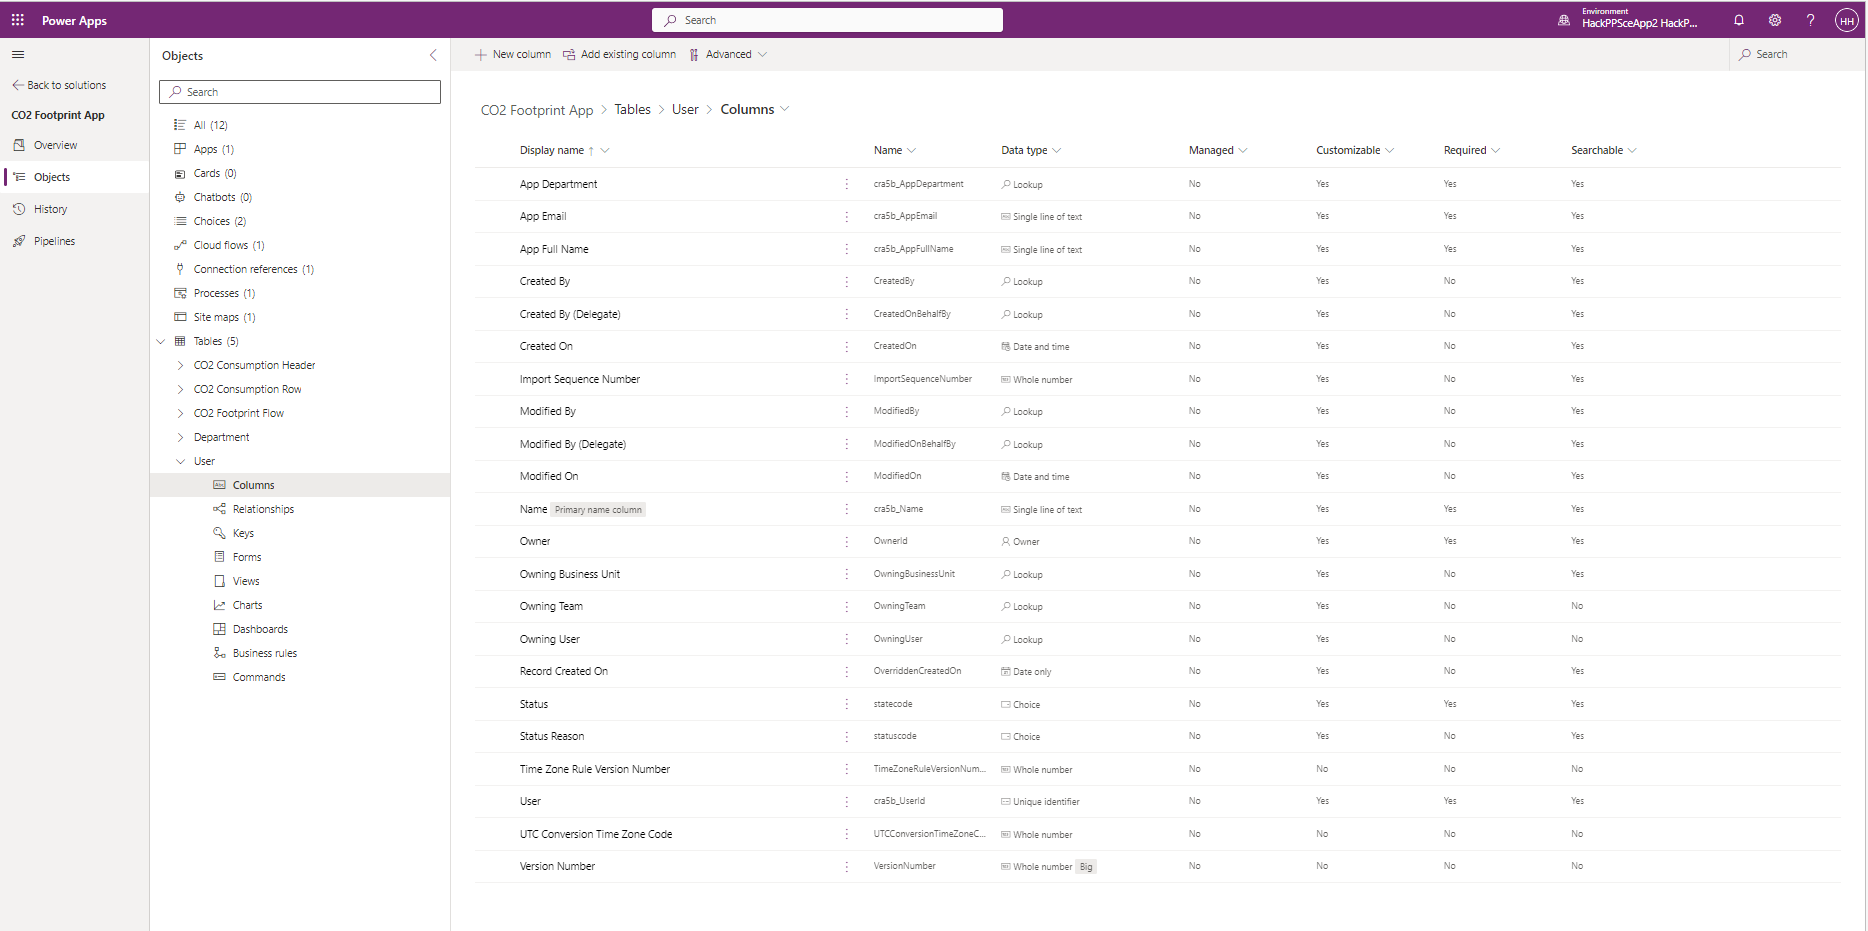 Power Apps
Search
Environment
HackPPSceApp2 HackP...
?
HH
Back to solutions
CO2 Footprint App
Overview
Objects
History
Pipelines
Objects
Search
All (12)
Apps (1)
Cards (0)
Chatbots (0)
Choices (2)
Cloud flows (1)
Connection references (1)
Processes (1)
Site maps (1)
Tables (5)
CO2 Consumption Header
CO2 Consumption Row
CO2 Footprint Flow
Department
User
Columns
Relationships
Keys
Forms
Views
Charts
Dashboards
Business rules
Commands
New column Add existing column Advanced Search
CO2 Footprint App > Tables > User > Columns
Display name ↑ Name Data type Managed Customizable Required Searchable
App Department cra5b_AppDepartment Lookup No Yes Yes Yes
App Email cra5b_AppEmail Single line of text No Yes Yes Yes
App Full Name cra5b_AppFullName Single line of text No Yes Yes Yes
Created By CreatedBy Lookup No Yes No Yes
Created By (Delegate) CreatedOnBehalfBy Lookup No Yes No Yes
Created On CreatedOn Date and time No Yes No Yes
Import Sequence Number ImportSequenceNumber Whole number No Yes No Yes
Modified By ModifiedBy Lookup No Yes No Yes
Modified By (Delegate) ModifiedOnBehalfBy Lookup No Yes No Yes
Modified On ModifiedOn Date and time No Yes No Yes
Name Primary name column cra5b_Name Single line of text No Yes Yes Yes
Owner OwnerId Owner No Yes Yes Yes
Owning Business Unit OwningBusinessUnit Lookup No Yes No Yes
Owning Team OwningTeam Lookup No Yes No No
Owning User OwningUser Lookup No Yes No No
Record Created On OverriddenCreatedOn Date only No Yes No Yes
Status statecode Choice No Yes Yes Yes
Status Reason statuscode Choice No Yes No Yes
Time Zone Rule Version Number TimeZoneRuleVersionNum... Whole number No No No No
User cra5b_UserId Unique identifier No Yes Yes Yes
UTC Conversion Time Zone Code UTCConversionTimeZoneC... Whole number No No No No
Version Number VersionNumber Whole number Big No No No No